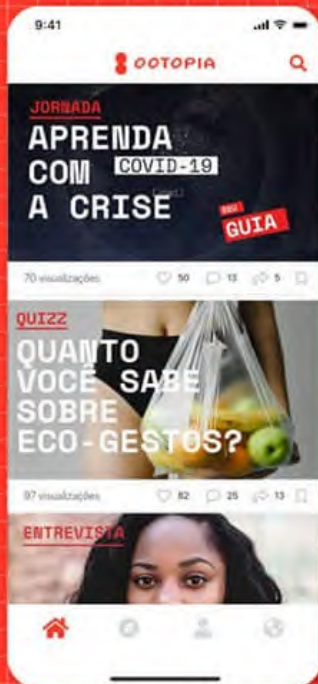 9:41
OOTOPIA
JORNADA
APRENDA
COM COVID-19
A CRISE
GUIA
70 visualizações 50 13 5
QUIZZ
QUANTO
VOCÊ SABE
SOBRE
ECO-GESTOS?
97 visualizações 82 25 13
ENTREVISTA